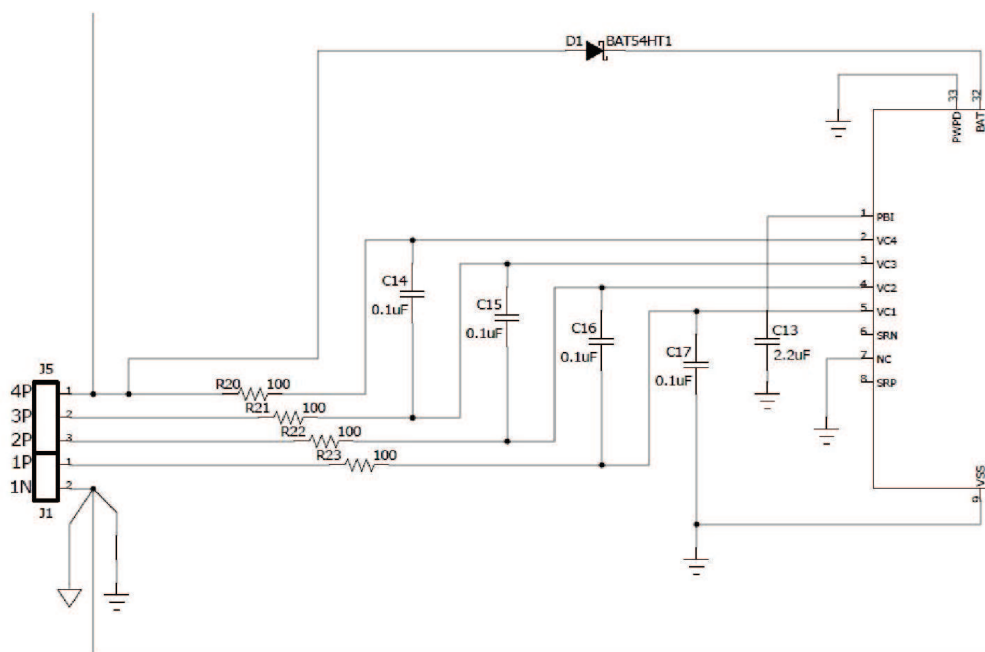 D1 BAT54HT1
33
32
PWPD
BAT
1 PBI
2 VC4
3 VC3
4 VC2
5 VC1
6 SRN
7 NC
8 SRP
C14
0.1uF
C15
0.1uF
C16
0.1uF
C17
0.1uF
C13
2.2uF
J5
4P 1
3P 2
2P 3
1P 1
1N 2
J1
R20 100
R21 100
R22 100
R23 100
VSS
9